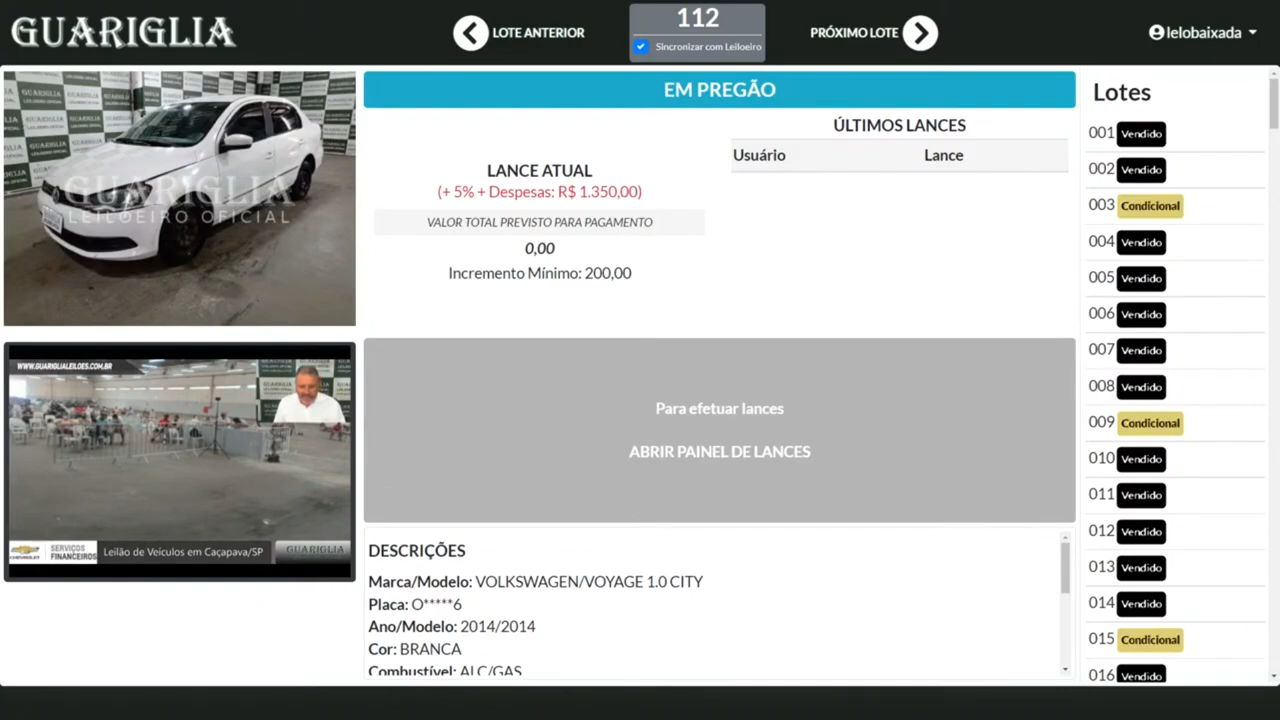 GUARIGLIA
LOTE ANTERIOR
112
Sincronizar com Leiloeiro
PRÓXIMO LOTE
lelobaixada
GUARIGLIA
LEILOEIRO OFICIAL
EM PREGÃO
LANCE ATUAL
(+ 5% + Despesas: R$ 1.350,00)
VALOR TOTAL PREVISTO PARA PAGAMENTO
0,00
Incremento Mínimo: 200,00
ÚLTIMOS LANCES
Usuário Lance
WWW.GUARIGLIALEILOES.COM.BR
CHEVROLET
SERVIÇOS
FINANCEIROS
Leilão de Veiculos em Caçapava/SP
GUARIGLIA
Para efetuar lances
ABRIR PAINEL DE LANCES
DESCRIÇÕES
Marca/Modelo: VOLKSWAGEN/VOYAGE 1.0 CITY
Placa: O*****6
Ano/Modelo: 2014/2014
Cor: BRANCA
Combustível: ALC/GAS
Lotes
001 Vendido
002 Vendido
003 Condicional
004 Vendido
005 Vendido
006 Vendido
007 Vendido
008 Vendido
009 Condicional
010 Vendido
011 Vendido
012 Vendido
013 Vendido
014 Vendido
015 Condicional
016 Vendido